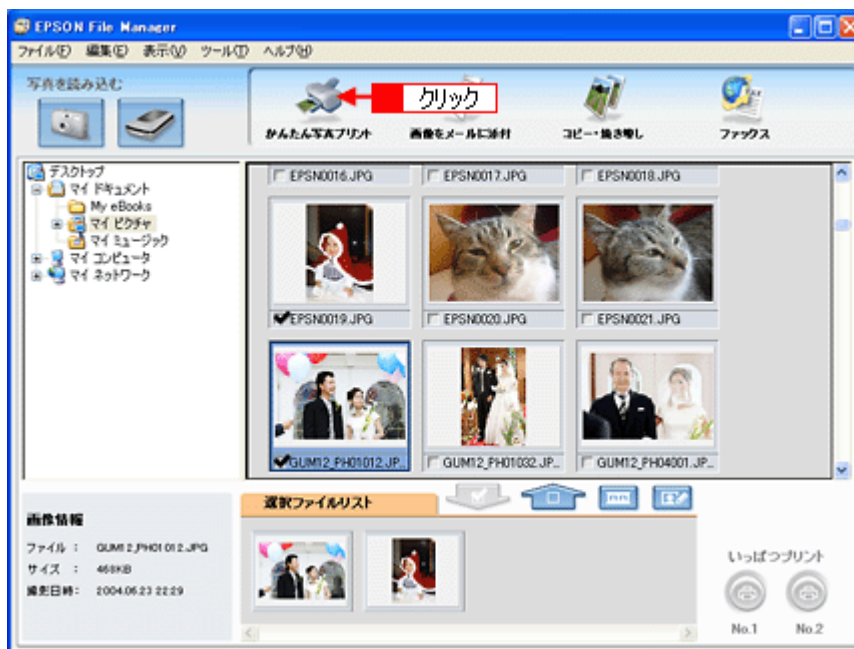 EPSON File Manager
ファイル(F) 編集(E) 表示(V) ツール(T) ヘルプ(H)
写真を読み込む
クリック
かんたん写真プリント 画像をメールに添付 コピー・焼き増し ファックス
デスクトップ
マイ ドキュメント
My eBooks
マイ ピクチャ
マイ ミュージック
マイ コンピュータ
マイ ネットワーク
EPSN0016.JPG EPSN0017.JPG EPSN0018.JPG
EPSN0019.JPG EPSN0020.JPG EPSN0021.JPG
GUM12_PH01012.JP... GUM12_PH01032.JP... GUM12_PH04001.JP...
選択ファイルリスト
画像情報
ファイル : GUM12_PH01012.JPG
サイズ : 468KB
撮影日時: 2004.06.23 22:29
いっぱつプリント
No.1 No.2